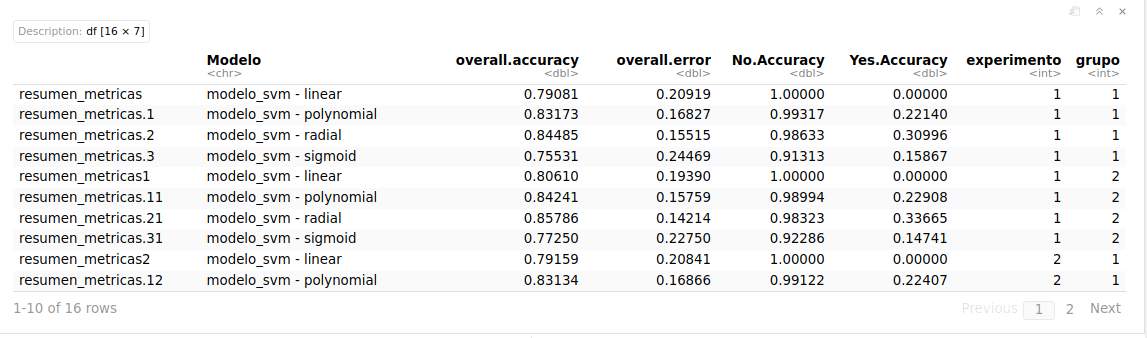 Description: df [16 × 7]
Modelo overall.accuracy overall.error No.Accuracy Yes.Accuracy experimento grupo
<chr> <dbl> <dbl> <dbl> <dbl> <int> <int>
resumen_metricas modelo_svm - linear 0.79081 0.20919 1.00000 0.00000 1 1
resumen_metricas.1 modelo_svm - polynomial 0.83173 0.16827 0.99317 0.22140 1 1
resumen_metricas.2 modelo_svm - radial 0.84485 0.15515 0.98633 0.30996 1 1
resumen_metricas.3 modelo_svm - sigmoid 0.75531 0.24469 0.91313 0.15867 1 1
resumen_metricas1 modelo_svm - linear 0.80610 0.19390 1.00000 0.00000 1 2
resumen_metricas.11 modelo_svm - polynomial 0.84241 0.15759 0.98994 0.22908 1 2
resumen_metricas.21 modelo_svm - radial 0.85786 0.14214 0.98323 0.33665 1 2
resumen_metricas.31 modelo_svm - sigmoid 0.77250 0.22750 0.92286 0.14741 1 2
resumen_metricas2 modelo_svm - linear 0.79159 0.20841 1.00000 0.00000 2 1
resumen_metricas.12 modelo_svm - polynomial 0.83134 0.16866 0.99122 0.22407 2 1
1-10 of 16 rows Previous 1 2 Next